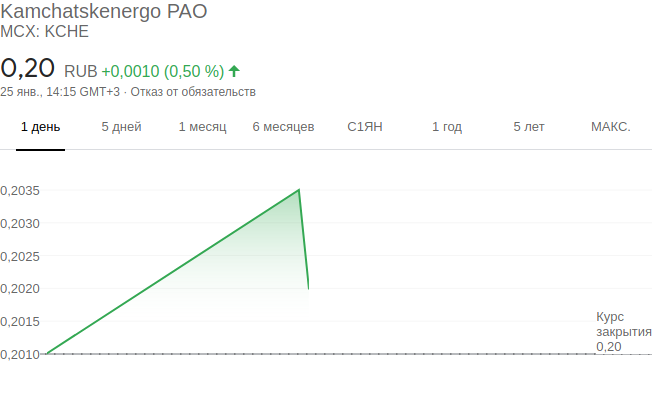 Kamchatskenergo PAO
MCX: KCHE
0,20 RUB +0,0010 (0,50 %)
25 янв., 14:15 GMT+3 · Отказ от обязательств
1 день 5 дней 1 месяц 6 месяцев С1ЯН 1 год 5 лет МАКС.
0,2035
0,2030
0,2025
0,2020
0,2015
0,2010
Курс
закрытия
0,20